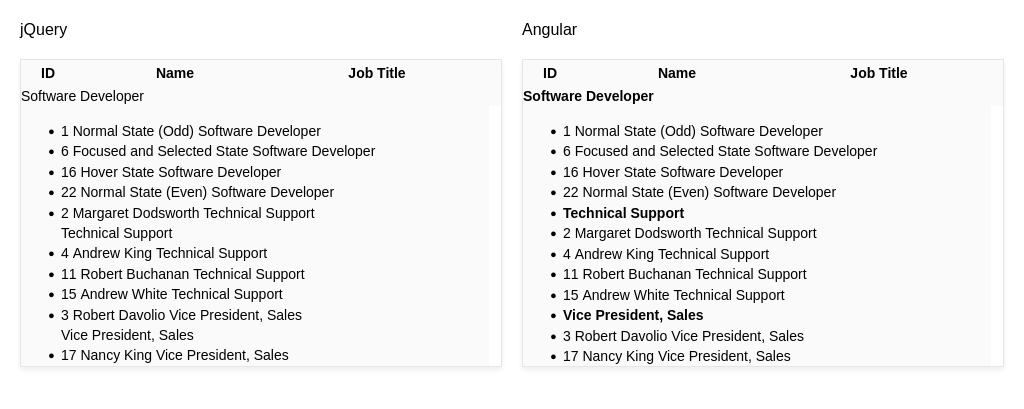 jQuery
ID Name Job Title
Software Developer
• 1 Normal State (Odd) Software Developer
• 6 Focused and Selected State Software Developer
• 16 Hover State Software Developer
• 22 Normal State (Even) Software Developer
• 2 Margaret Dodsworth Technical Support
Technical Support
• 4 Andrew King Technical Support
• 11 Robert Buchanan Technical Support
• 15 Andrew White Technical Support
• 3 Robert Davolio Vice President, Sales
Vice President, Sales
• 17 Nancy King Vice President, Sales
Angular
ID Name Job Title
Software Developer
• 1 Normal State (Odd) Software Developer
• 6 Focused and Selected State Software Developer
• 16 Hover State Software Developer
• 22 Normal State (Even) Software Developer
• Technical Support
• 2 Margaret Dodsworth Technical Support
• 4 Andrew King Technical Support
• 11 Robert Buchanan Technical Support
• 15 Andrew White Technical Support
• Vice President, Sales
• 3 Robert Davolio Vice President, Sales
• 17 Nancy King Vice President, Sales